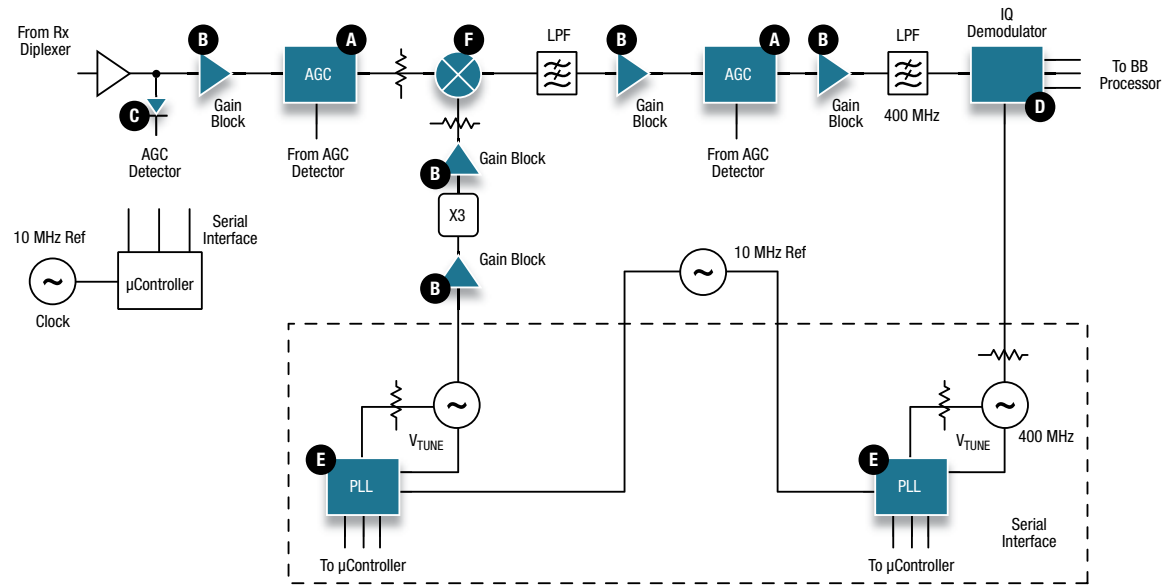 From Rx
Diplexer
B
A
F
LPF
B
A
B
LPF
IQ
Demodulator
To BB
Processor
AGC
AGC
C
Gain
Block
Gain
Block
Gain
Block
400 MHz
D
AGC
Detector
From AGC
Detector
From AGC
Detector
Gain Block
B
X3
Serial
Interface
10 MHz Ref
µController
Clock
Gain Block
B
10 MHz Ref
~
~
~
~
VTUNE
VTUNE
400 MHz
E
E
PLL
PLL
Serial
Interface
To µController
To µController